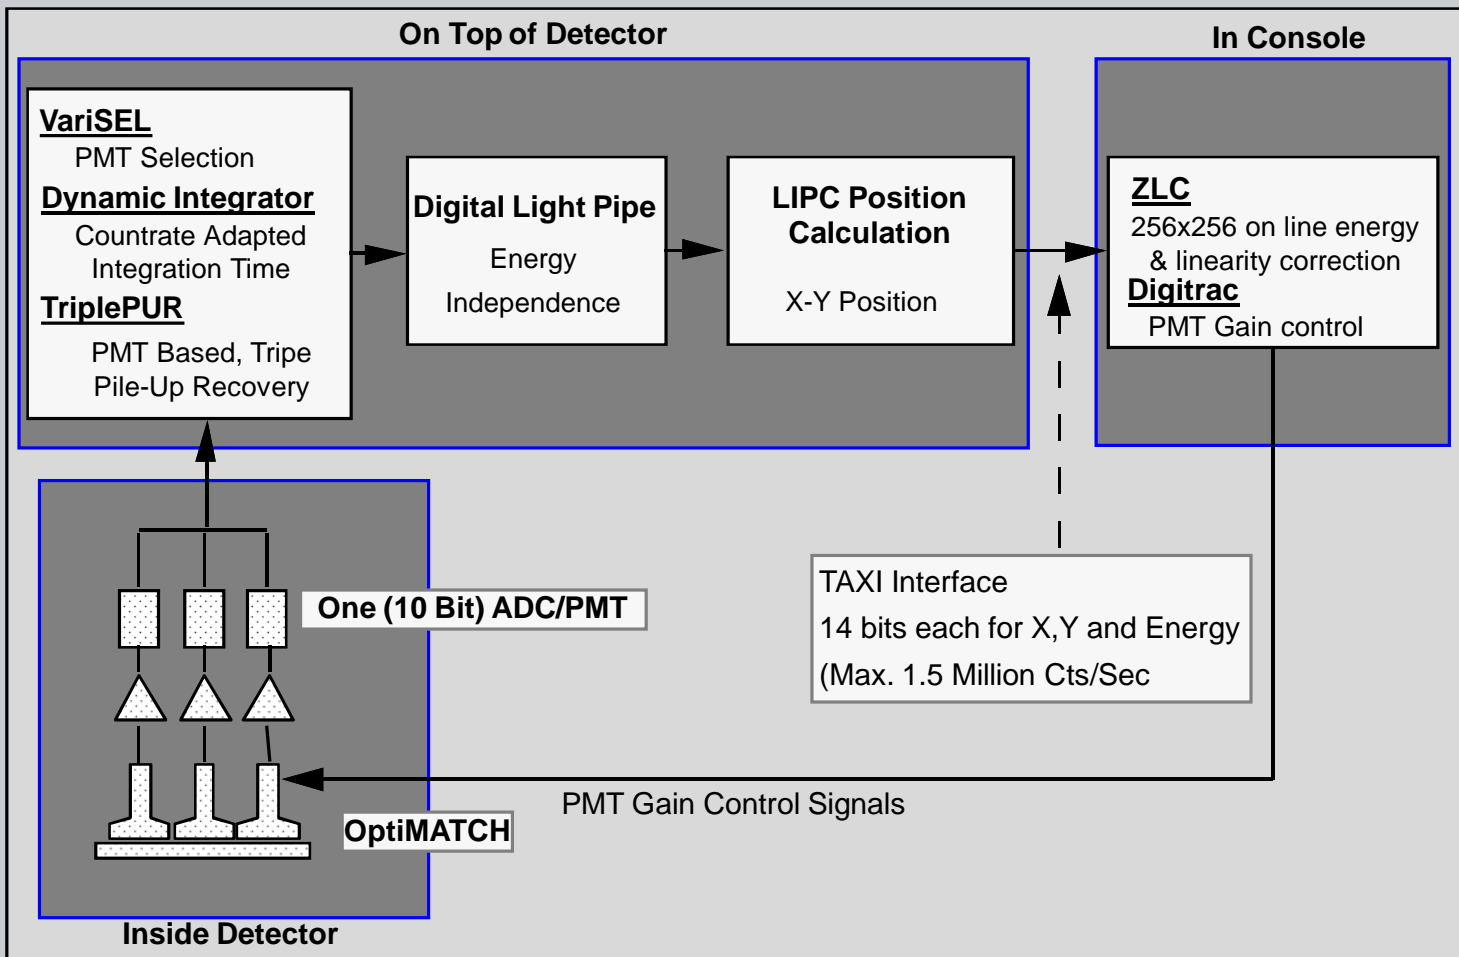 On Top of Detector
In Console
VariSEL
PMT Selection
Dynamic Integrator
Countrate Adapted
Integration Time
TriplePUR
PMT Based, Tripe
Pile-Up Recovery
Digital Light Pipe
Energy
Independence
LIPC Position
Calculation
X-Y Position
ZLC
256x256 on line energy
& linearity correction
Digitrac
PMT Gain control
One (10 Bit) ADC/PMT
TAXI Interface
14 bits each for X,Y and Energy
(Max. 1.5 Million Cts/Sec
PMT Gain Control Signals
OptiMATCH
Inside Detector